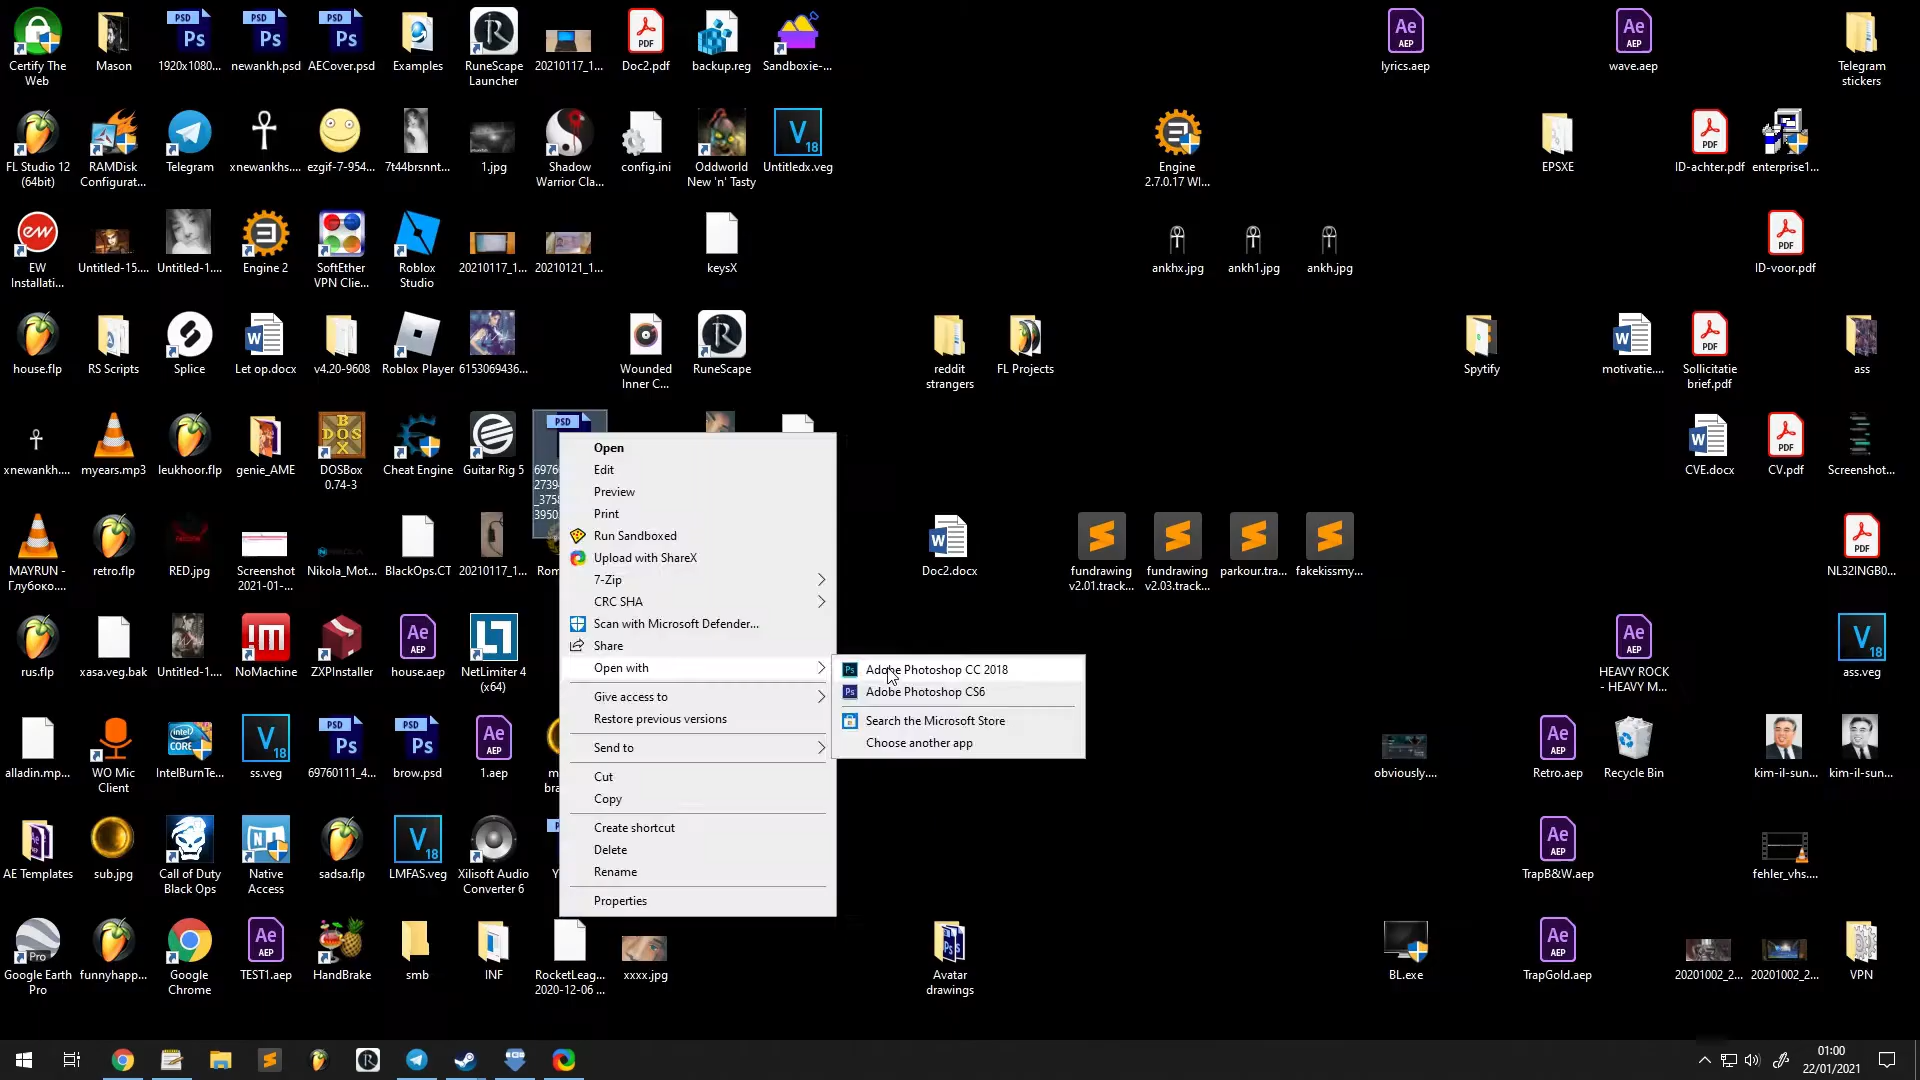 Certify The
Web
Mason
1920x1080...
newankh.psd
AECover.psd
Examples
RuneScape
Launcher
20210117_1...
Doc2.pdf
backup.reg
Sandboxie-...
lyrics.aep
wave.aep
Telegram
stickers
FL Studio 12
(64bit)
RAMDisk
Configurat...
Telegram
xnewankhs....
ezgif-7-954...
7t44brsnnt...
1.jpg
Shadow
Warrior Cla...
config.ini
Oddworld
New 'n' Tasty
Untitledx.veg
Engine
2.7.0.17 WI...
EPSXE
ID-achter.pdf
enterprise1...
EW
Installati...
Untitled-15....
Untitled-1....
Engine 2
SoftEther
VPN Clie...
Roblox
Studio
20210117_1...
20210121_1...
keysX
ankhx.jpg
ankh1.jpg
ankh.jpg
ID-voor.pdf
house.flp
RS Scripts
Splice
Let op.docx
v4.20-9608
Roblox Player
6153069436...
Wounded
Inner C...
RuneScape
reddit
strangers
FL Projects
Spytify
motivatie....
Sollicitatie
brief.pdf
ass
xnewankh....
myears.mp3
leukhoor.flp
genie_AME
DOSBox
0.74-3
Cheat Engine
Guitar Rig 5
CVE.docx
CV.pdf
Screenshot...
MAYRUN -
Глубоко....
retro.flp
RED.jpg
Screenshot
2021-01-...
Nikola_Mot...
BlackOps.CT
20210117_1...
Doc2.docx
fundrawing
v2.01.track...
fundrawing
v2.03.track...
parkour.tra...
fakekissmy...
NL32INGB0...
rus.flp
xasa.veg.bak
Untitled-1....
NoMachine
ZXPInstaller
house.aep
NetLimiter 4
(x64)
HEAVY ROCK
- HEAVY M...
ass.veg
alladin.mp...
WO Mic
Client
IntelBurnTe...
ss.veg
69760111_4...
brow.psd
1.aep
obviously....
Retro.aep
Recycle Bin
kim-il-sun...
kim-il-sun...
AE Templates
sub.jpg
Call of Duty
Black Ops
Native
Access
sadsa.flp
LMFAS.veg
Xilisoft Audio
Converter 6
TrapB&W.aep
fehler_vhs....
Google Earth
Pro
funnyhapp...
Google
Chrome
TEST1.aep
HandBrake
smb
INF
RocketLeag...
2020-12-06 ...
xxxx.jpg
Avatar
drawings
BL.exe
TrapGold.aep
20201002_2...
20201002_2...
VPN
Open
Edit
Preview
Print
Run Sandboxed
Upload with ShareX
7-Zip
CRC SHA
Scan with Microsoft Defender...
Share
Open with
Give access to
Restore previous versions
Send to
Cut
Copy
Create shortcut
Delete
Rename
Properties
Adobe Photoshop CC 2018
Adobe Photoshop CS6
Search the Microsoft Store
Choose another app
01:00
22/01/2021